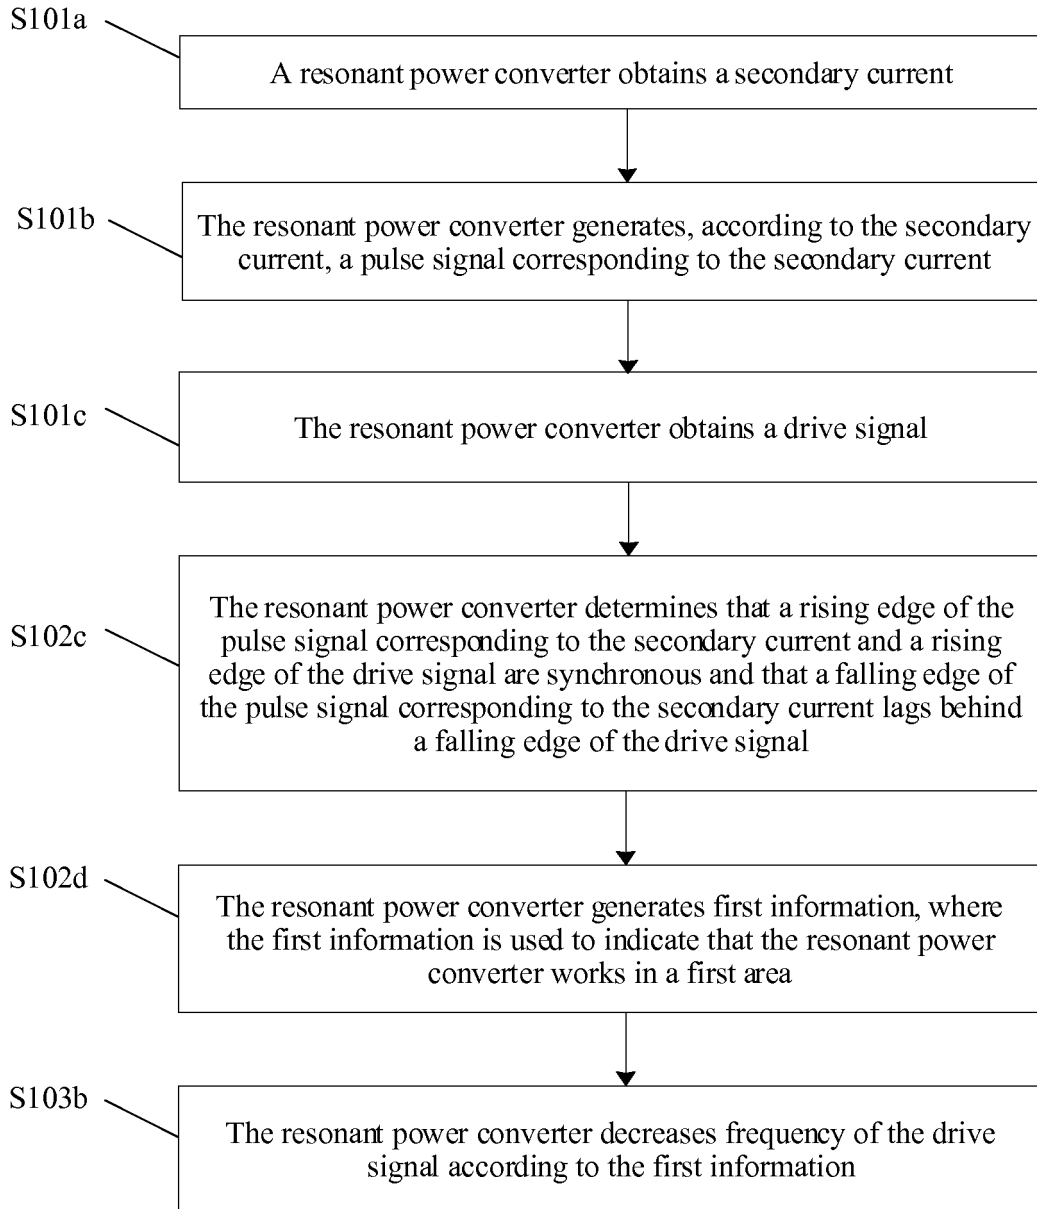 S101a
A resonant power converter obtains a secondary current
S101b
The resonant power converter generates, according to the secondary
current, a pulse signal corresponding to the secondary current
S101c
The resonant power converter obtains a drive signal
S102c
The resonant power converter determines that a rising edge of the
pulse signal corresponding to the secondary current and a rising
edge of the drive signal are synchronous and that a falling edge of
the pulse signal corresponding to the secondary current lags behind
a falling edge of the drive signal
S102d
The resonant power converter generates first information, where
the first information is used to indicate that the resonant power
converter works in a first area
S103b
The resonant power converter decreases frequency of the drive
signal according to the first information